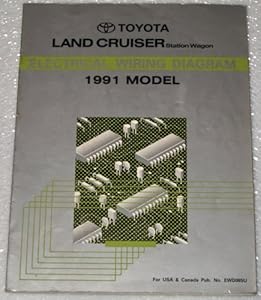 TOYOTA
LAND CRUISER Station Wagon
ELECTRICAL WIRING DIAGRAM
1991 MODEL
For USA & Canada Pub. No. EWD085U